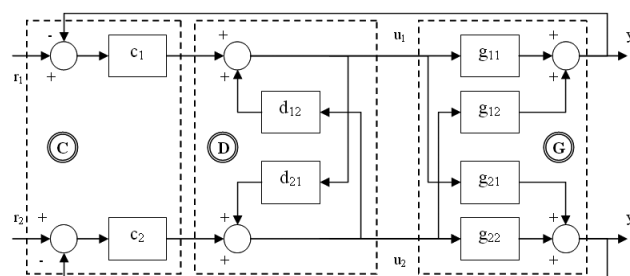 - + + y
r₁ + c₁ + u₁ g₁₁ +
d₁₂ g₁₂
C D G
d₂₁ g₂₁
r₂ + c₂ + + u₂ g₂₂ + + y
-